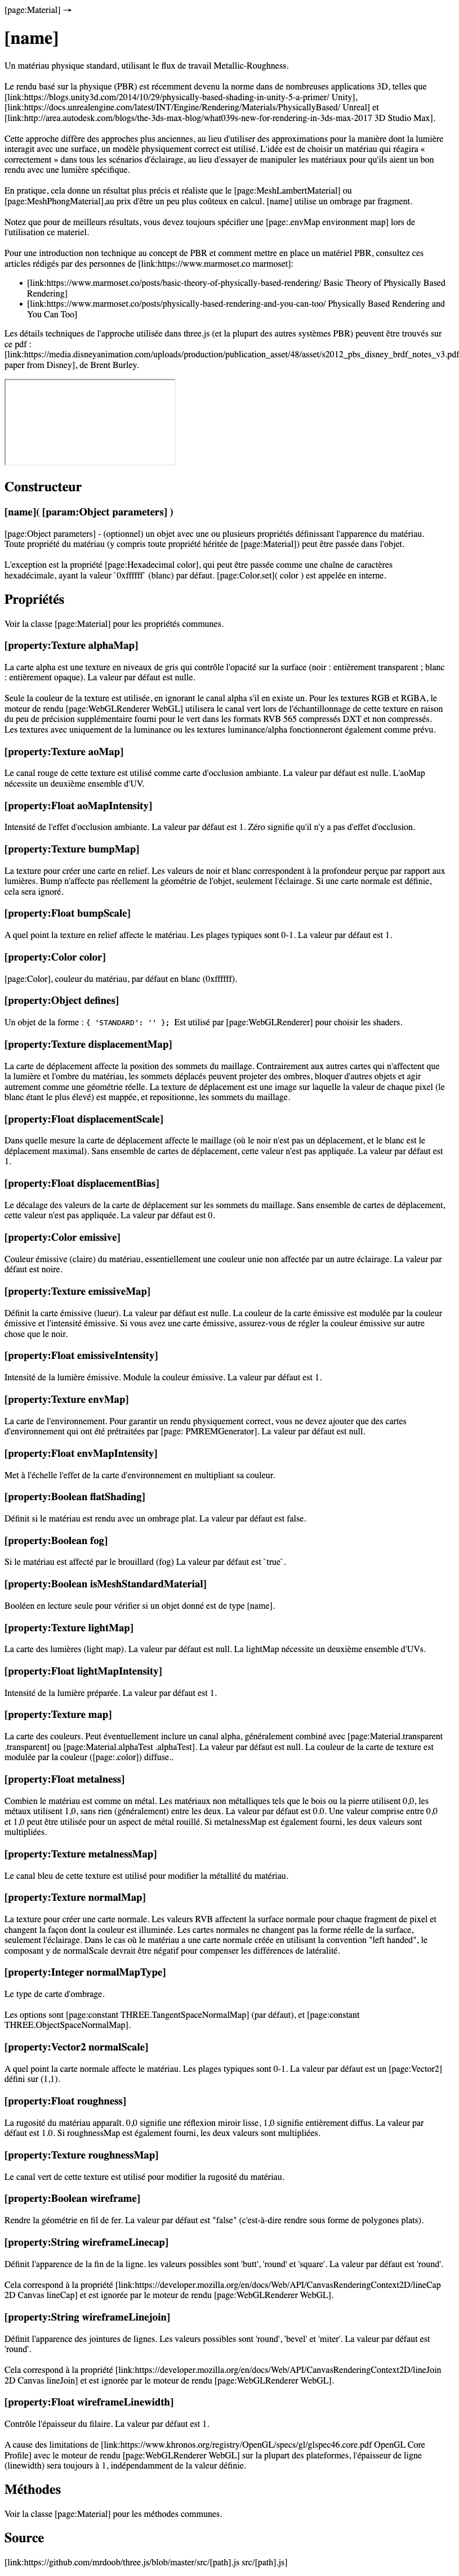 [page:Material] →
[name]
Un matériau physique standard, utilisant le flux de travail Metallic-Roughness.
Le rendu basé sur la physique (PBR) est récemment devenu la norme dans de nombreuses applications 3D, telles que
[link:https://blogs.unity3d.com/2014/10/29/physically-based-shading-in-unity-5-a-primer/ Unity],
[link:https://docs.unrealengine.com/latest/INT/Engine/Rendering/Materials/PhysicallyBased/ Unreal] et
[link:http://area.autodesk.com/blogs/the-3ds-max-blog/what039s-new-for-rendering-in-3ds-max-2017 3D Studio Max].
Cette approche diffère des approches plus anciennes, au lieu d'utiliser des approximations pour la manière dont la lumière
interagit avec une surface, un modèle physiquement correct est utilisé. L'idée est de choisir un matériau qui réagira «
correctement » dans tous les scénarios d'éclairage, au lieu d'essayer de manipuler les matériaux pour qu'ils aient un bon
rendu avec une lumière spécifique.
En pratique, cela donne un résultat plus précis et réaliste que le [page:MeshLambertMaterial] ou
[page:MeshPhongMaterial],au prix d'être un peu plus coûteux en calcul. [name] utilise un ombrage par fragment.
Notez que pour de meilleurs résultats, vous devez toujours spécifier une [page:.envMap environment map] lors de
l'utilisation ce materiel.
Pour une introduction non technique au concept de PBR et comment mettre en place un matériel PBR, consultez ces
articles rédigés par des personnes de [link:https://www.marmoset.co marmoset]:
• [link:https://www.marmoset.co/posts/basic-theory-of-physically-based-rendering/ Basic Theory of Physically Based
Rendering]
• [link:https://www.marmoset.co/posts/physically-based-rendering-and-you-can-too/ Physically Based Rendering and
You Can Too]
Les détails techniques de l'approche utilisée dans three.js (et la plupart des autres systèmes PBR) peuvent être trouvés sur
ce pdf :
[link:https://media.disneyanimation.com/uploads/production/publication_asset/48/asset/s2012_pbs_disney_brdf_notes_v3.pdf
paper from Disney], de Brent Burley.
Constructeur
[name]( [param:Object parameters] )
[page:Object parameters] - (optionnel) un objet avec une ou plusieurs propriétés définissant l'apparence du matériau.
Toute propriété du matériau (y compris toute propriété héritée de [page:Material]) peut être passée dans l'objet.
L'exception est la propriété [page:Hexadecimal color], qui peut être passée comme une chaîne de caractères
hexadécimale, ayant la valeur `0xffffff` (blanc) par défaut. [page:Color.set]( color ) est appelée en interne.
Propriétés
Voir la classe [page:Material] pour les propriétés communes.
[property:Texture alphaMap]
La carte alpha est une texture en niveaux de gris qui contrôle l'opacité sur la surface (noir : entièrement transparent ; blanc
: entièrement opaque). La valeur par défaut est nulle.
Seule la couleur de la texture est utilisée, en ignorant le canal alpha s'il en existe un. Pour les textures RGB et RGBA, le
moteur de rendu [page:WebGLRenderer WebGL] utilisera le canal vert lors de l'échantillonnage de cette texture en raison
du peu de précision supplémentaire fourni pour le vert dans les formats RVB 565 compressés DXT et non compressés.
Les textures avec uniquement de la luminance ou les textures luminance/alpha fonctionneront également comme prévu.
[property:Texture aoMap]
Le canal rouge de cette texture est utilisé comme carte d'occlusion ambiante. La valeur par défaut est nulle. L'aoMap
nécessite un deuxième ensemble d'UV.
[property:Float aoMapIntensity]
Intensité de l'effet d'occlusion ambiante. La valeur par défaut est 1. Zéro signifie qu'il n'y a pas d'effet d'occlusion.
[property:Texture bumpMap]
La texture pour créer une carte en relief. Les valeurs de noir et blanc correspondent à la profondeur perçue par rapport aux
lumières. Bump n'affecte pas réellement la géométrie de l'objet, seulement l'éclairage. Si une carte normale est définie,
cela sera ignoré.
[property:Float bumpScale]
A quel point la texture en relief affecte le matériau. Les plages typiques sont 0-1. La valeur par défaut est 1.
[property:Color color]
[page:Color], couleur du matériau, par défaut en blanc (0xffffff).
[property:Object defines]
Un objet de la forme : { 'STANDARD': '' }; Est utilisé par [page:WebGLRenderer] pour choisir les shaders.
[property:Texture displacementMap]
La carte de déplacement affecte la position des sommets du maillage. Contrairement aux autres cartes qui n'affectent que
la lumière et l'ombre du matériau, les sommets déplacés peuvent projeter des ombres, bloquer d'autres objets et agir
autrement comme une géométrie réelle. La texture de déplacement est une image sur laquelle la valeur de chaque pixel (le
blanc étant le plus élevé) est mappée, et repositionne, les sommets du maillage.
[property:Float displacementScale]
Dans quelle mesure la carte de déplacement affecte le maillage (où le noir n'est pas un déplacement, et le blanc est le
déplacement maximal). Sans ensemble de cartes de déplacement, cette valeur n'est pas appliquée. La valeur par défaut est
1.
[property:Float displacementBias]
Le décalage des valeurs de la carte de déplacement sur les sommets du maillage. Sans ensemble de cartes de déplacement,
cette valeur n'est pas appliquée. La valeur par défaut est 0.
[property:Color emissive]
Couleur émissive (claire) du matériau, essentiellement une couleur unie non affectée par un autre éclairage. La valeur par
défaut est noire.
[property:Texture emissiveMap]
Définit la carte émissive (lueur). La valeur par défaut est nulle. La couleur de la carte émissive est modulée par la couleur
émissive et l'intensité émissive. Si vous avez une carte émissive, assurez-vous de régler la couleur émissive sur autre
chose que le noir.
[property:Float emissiveIntensity]
Intensité de la lumière émissive. Module la couleur émissive. La valeur par défaut est 1.
[property:Texture envMap]
La carte de l'environnement. Pour garantir un rendu physiquement correct, vous ne devez ajouter que des cartes
d'environnement qui ont été prétraitées par [page: PMREMGenerator]. La valeur par défaut est null.
[property:Float envMapIntensity]
Met à l'échelle l'effet de la carte d'environnement en multipliant sa couleur.
[property:Boolean flatShading]
Définit si le matériau est rendu avec un ombrage plat. La valeur par défaut est false.
[property:Boolean fog]
Si le matériau est affecté par le brouillard (fog) La valeur par défaut est `true`.
[property:Boolean isMeshStandardMaterial]
Booléen en lecture seule pour vérifier si un objet donné est de type [name].
[property:Texture lightMap]
La carte des lumières (light map). La valeur par défaut est null. La lightMap nécessite un deuxième ensemble d'UVs.
[property:Float lightMapIntensity]
Intensité de la lumière préparée. La valeur par défaut est 1.
[property:Texture map]
La carte des couleurs. Peut éventuellement inclure un canal alpha, généralement combiné avec [page:Material.transparent
.transparent] ou [page:Material.alphaTest .alphaTest]. La valeur par défaut est null. La couleur de la carte de texture est
modulée par la couleur ([page:.color]) diffuse..
[property:Float metalness]
Combien le matériau est comme un métal. Les matériaux non métalliques tels que le bois ou la pierre utilisent 0,0, les
métaux utilisent 1,0, sans rien (généralement) entre les deux. La valeur par défaut est 0.0. Une valeur comprise entre 0,0
et 1,0 peut être utilisée pour un aspect de métal rouillé. Si metalnessMap est également fourni, les deux valeurs sont
multipliées.
[property:Texture metalnessMap]
Le canal bleu de cette texture est utilisé pour modifier la métallité du matériau.
[property:Texture normalMap]
La texture pour créer une carte normale. Les valeurs RVB affectent la surface normale pour chaque fragment de pixel et
changent la façon dont la couleur est illuminée. Les cartes normales ne changent pas la forme réelle de la surface,
seulement l'éclairage. Dans le cas où le matériau a une carte normale créée en utilisant la convention "left handed", le
composant y de normalScale devrait être négatif pour compenser les différences de latéralité.
[property:Integer normalMapType]
Le type de carte d'ombrage.
Les options sont [page:constant THREE.TangentSpaceNormalMap] (par défaut), et [page:constant
THREE.ObjectSpaceNormalMap].
[property:Vector2 normalScale]
A quel point la carte normale affecte le matériau. Les plages typiques sont 0-1. La valeur par défaut est un [page:Vector2]
défini sur (1,1).
[property:Float roughness]
La rugosité du matériau apparaît. 0,0 signifie une réflexion miroir lisse, 1,0 signifie entièrement diffus. La valeur par
défaut est 1.0. Si roughnessMap est également fourni, les deux valeurs sont multipliées.
[property:Texture roughnessMap]
Le canal vert de cette texture est utilisé pour modifier la rugosité du matériau.
[property:Boolean wireframe]
Rendre la géométrie en fil de fer. La valeur par défaut est "false" (c'est-à-dire rendre sous forme de polygones plats).
[property:String wireframeLinecap]
Définit l'apparence de la fin de la ligne. les valeurs possibles sont 'butt', 'round' et 'square'. La valeur par défaut est 'round'.
Cela correspond à la propriété [link:https://developer.mozilla.org/en/docs/Web/API/CanvasRenderingContext2D/lineCap
2D Canvas lineCap] et est ignorée par le moteur de rendu [page:WebGLRenderer WebGL].
[property:String wireframeLinejoin]
Définit l'apparence des jointures de lignes. Les valeurs possibles sont 'round', 'bevel' et 'miter'. La valeur par défaut est
'round'.
Cela correspond à la propriété [link:https://developer.mozilla.org/en/docs/Web/API/CanvasRenderingContext2D/lineJoin
2D Canvas lineJoin] et est ignorée par le moteur de rendu [page:WebGLRenderer WebGL].
[property:Float wireframeLinewidth]
Contrôle l'épaisseur du filaire. La valeur par défaut est 1.
A cause des limitations de [link:https://www.khronos.org/registry/OpenGL/specs/gl/glspec46.core.pdf OpenGL Core
Profile] avec le moteur de rendu [page:WebGLRenderer WebGL] sur la plupart des plateformes, l'épaisseur de ligne
(linewidth) sera toujours à 1, indépendamment de la valeur définie.
Méthodes
Voir la classe [page:Material] pour les méthodes communes.
Source
[link:https://github.com/mrdoob/three.js/blob/master/src/[path].js src/[path].js]